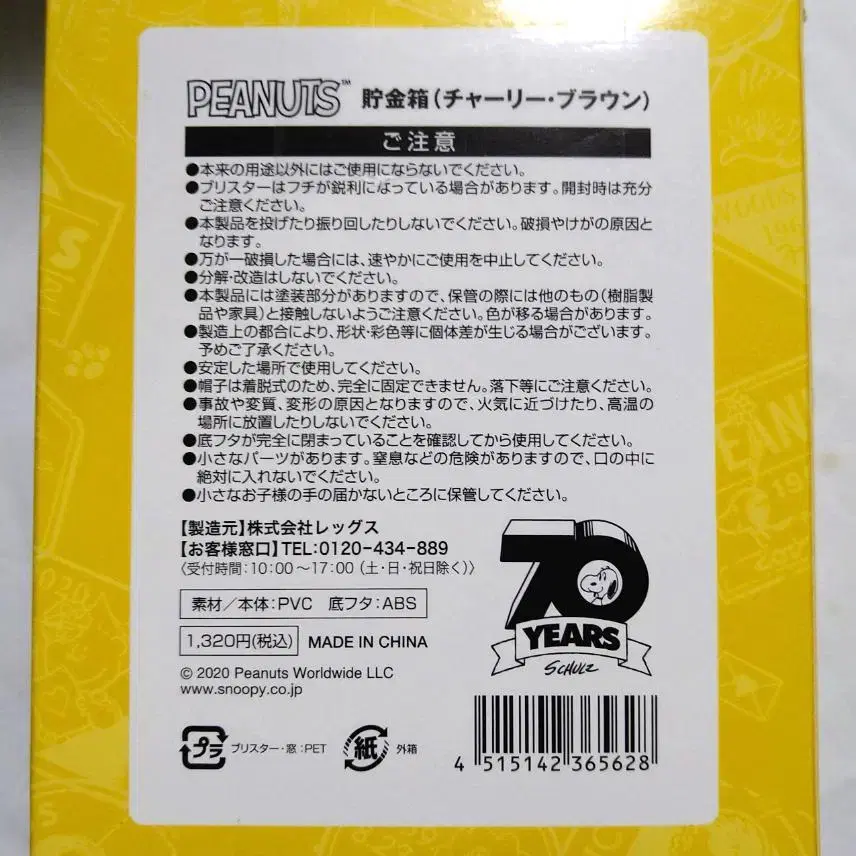 PEANUTS™ 貯金箱(チャーリー・ブラウン)
ご注意
●本来の用途以外にはご使用にならないでください。
●ブリスターはフチが鋭利になっている場合があります。開封時は充分
ご注意ください。
●本製品を投げたり振り回したりしないでください。破損やけがの原因と
なります。
●万が一破損した場合には、速やかにご使用を中止してください。
●分解・改造はしないでください。
●本製品には塗装部分がありますので、保管の際には他のもの(樹脂製
品や家具)と接触しないようご注意ください。色が移る場合があります。
●製造上の都合により、形状・彩色等に個体差が生じる場合がございます。
予めご了承ください。
●安定した場所で使用してください。
●帽子は着脱式のため、完全に固定できません。落下等にご注意ください。
●事故や変質、変形の原因となりますので、火気に近づけたり、高温の
場所に放置したりしないでください。
●底フタが完全に閉まっていることを確認してから使用してください。
●小さなパーツがあります。窒息などの危険がありますので、口の中に
絶対に入れないでください。
●小さなお子様の手の届かないところに保管してください。
【製造元】株式会社レッグス
【お客様窓口】TEL:0120-434-889
〈受付時間:10:00〜17:00 (土・日・祝日除く)〉
素材/本体:PVC 底フタ:ABS
1,320円(税込) MADE IN CHINA
© 2020 Peanuts Worldwide LLC
www.snoopy.co.jp
70
YEARS
SCHULZ
プラ ブリスター・窓:PET 紙 外箱
4 515142 365628